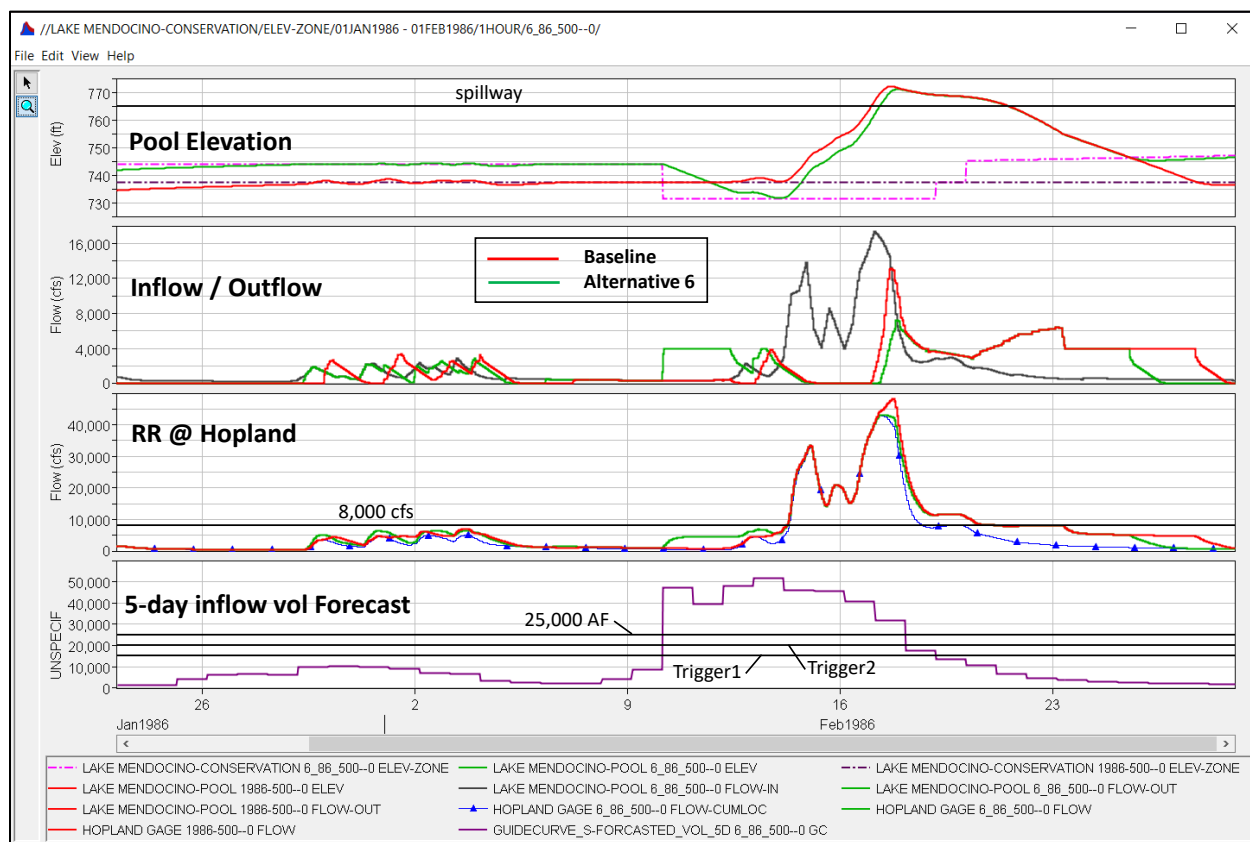 //LAKE MENDOCINO-CONSERVATION/ELEV-ZONE/01JAN1986 - 01FEB1986/1HOUR/6_86_500--0/
File Edit View Help
Elev (ft)
770
760
740
730
spillway
Pool Elevation
Flow (cfs)
16,000
12,000
8,000
4,000
0
Inflow / Outflow
Baseline
Alternative 6
Flow (cfs)
40,000
30,000
20,000
10,000
0
RR @ Hopland
8,000 cfs
UNSPECIF
50,000
40,000
30,000
20,000
10,000
0
5-day inflow vol Forecast
25,000 AF
Trigger1
Trigger2
26 2 9 16 23
Jan1986 Feb1986
LAKE MENDOCINO-CONSERVATION 6_86_500--0 ELEV-ZONE LAKE MENDOCINO-POOL 6_86_500--0 ELEV LAKE MENDOCINO-CONSERVATION 1986-500--0 ELEV-ZONE
LAKE MENDOCINO-POOL 1986-500--0 ELEV LAKE MENDOCINO-POOL 6_86_500--0 FLOW-IN LAKE MENDOCINO-POOL 6_86_500--0 FLOW-OUT
LAKE MENDOCINO-POOL 1986-500--0 FLOW-OUT HOPLAND GAGE 6_86_500--0 FLOW-CUMLOC HOPLAND GAGE 6_86_500--0 FLOW
HOPLAND GAGE 1986-500--0 FLOW GUIDECURVE_S-FORCASTED_VOL_5D 6_86_500--0 GC